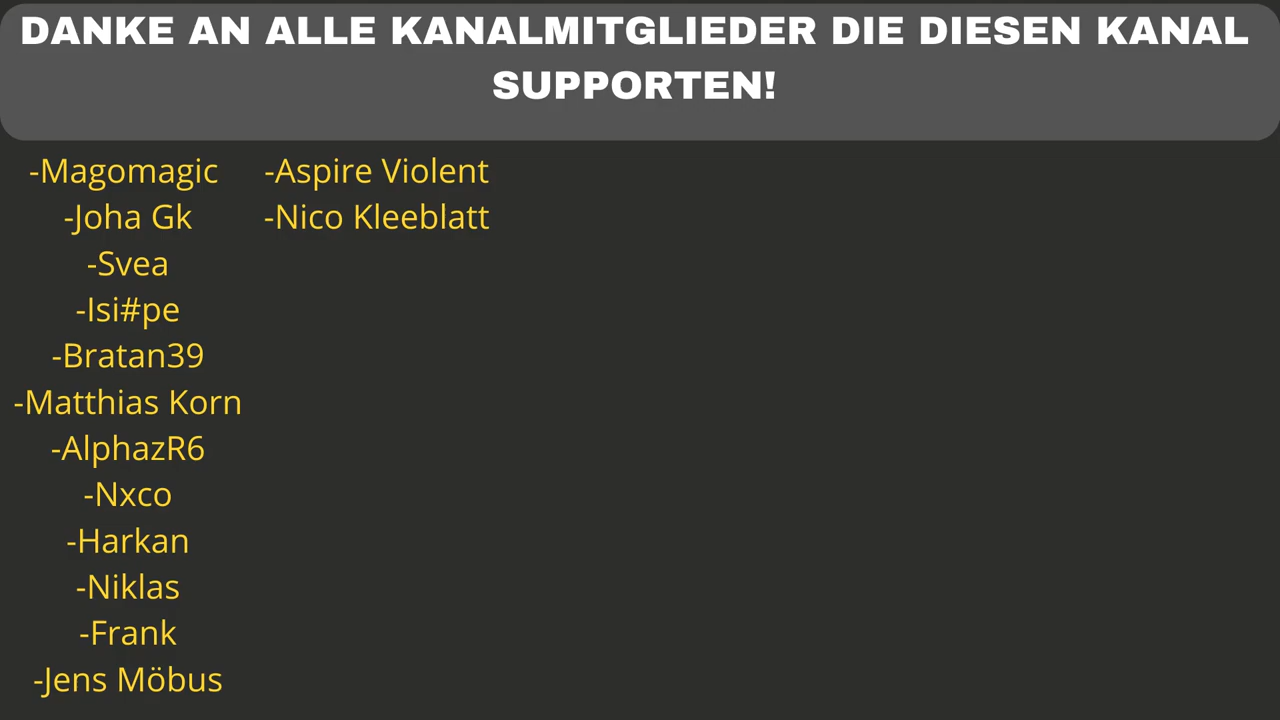 DANKE AN ALLE KANALMITGLIEDER DIE DIESEN KANAL
SUPPORTEN!
-Magomagic
-Joha Gk
-Svea
-Isi#pe
-Bratan39
-Matthias Korn
-AlphazR6
-Nxco
-Harkan
-Niklas
-Frank
-Jens Möbus
-Aspire Violent
-Nico Kleeblatt